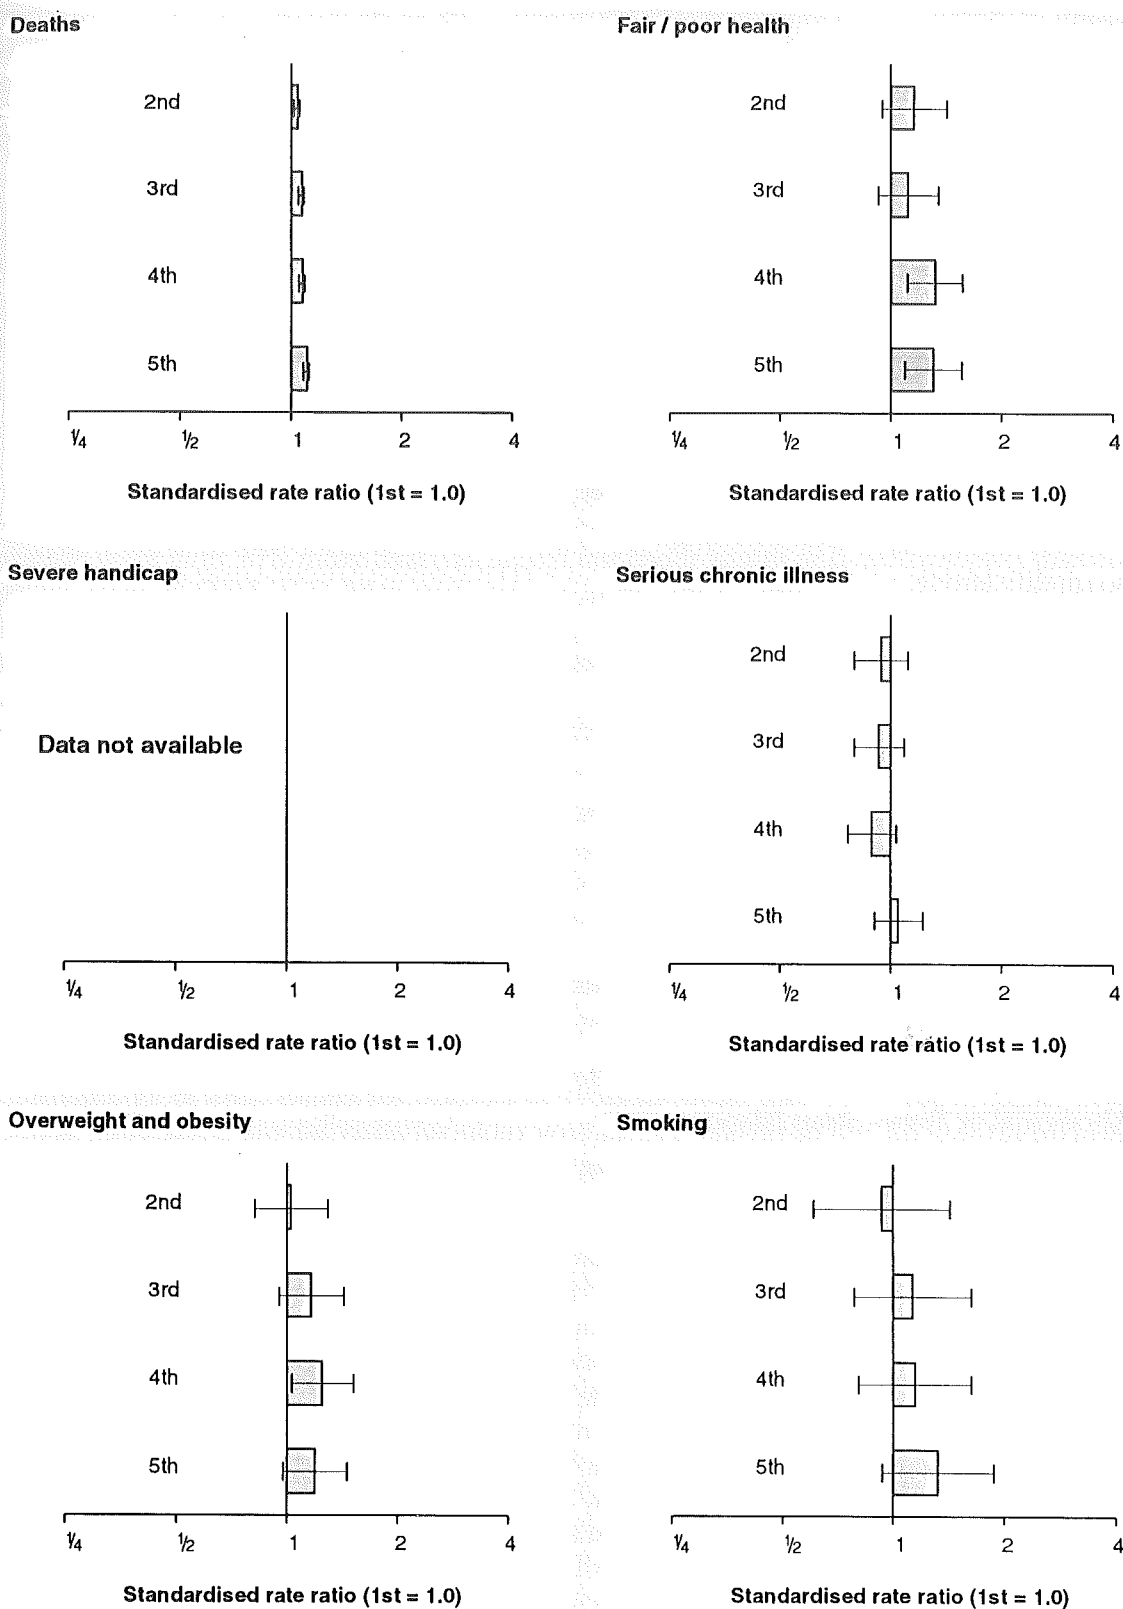 Deaths
2nd
3rd
4th
5th
¼ ½ 1 2 4
Standardised rate ratio (1st = 1.0)
Fair / poor health
2nd
3rd
4th
5th
¼ ½ 1 2 4
Standardised rate ratio (1st = 1.0)
Severe handicap
Data not available
¼ ½ 1 2 4
Standardised rate ratio (1st = 1.0)
Serious chronic illness
2nd
3rd
4th
5th
¼ ½ 1 2 4
Standardised rate ratio (1st = 1.0)
Overweight and obesity
2nd
3rd
4th
5th
¼ ½ 1 2 4
Standardised rate ratio (1st = 1.0)
Smoking
2nd
3rd
4th
5th
¼ ½ 1 2 4
Standardised rate ratio (1st = 1.0)